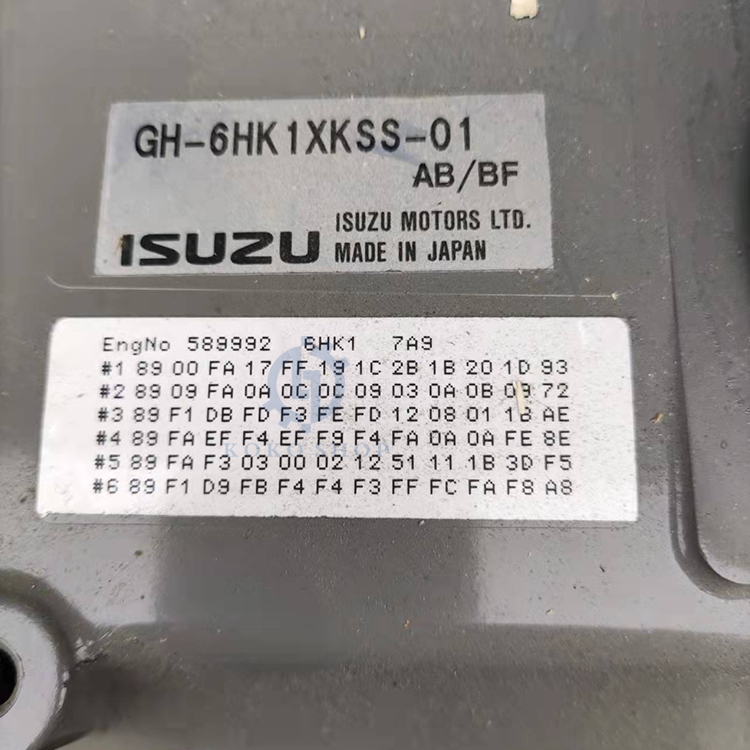 GH-6HK1XKSS-01
AB/BF
ISUZU
ISUZU MOTORS LTD.
MADE IN JAPAN
EngNo 589992 6HK1 7A9
#1 89 00 FA 17 FF 19 1C 2B 1B 20 1D 93
#2 89 09 FA 0A 0C 0C 09 03 0A 0B 72
#3 89 F1 DB FD F3 FE FD 12 08 01 1B AE
#4 89 FA EF F4 EF F9 F4 FA 0A 0A FE 8E
#5 89 FA F3 03 00 02 12 51 11 1B 3D F5
#6 89 F1 D9 FB F4 F4 F3 FF FC FA F8 A8
KOKO SHOP